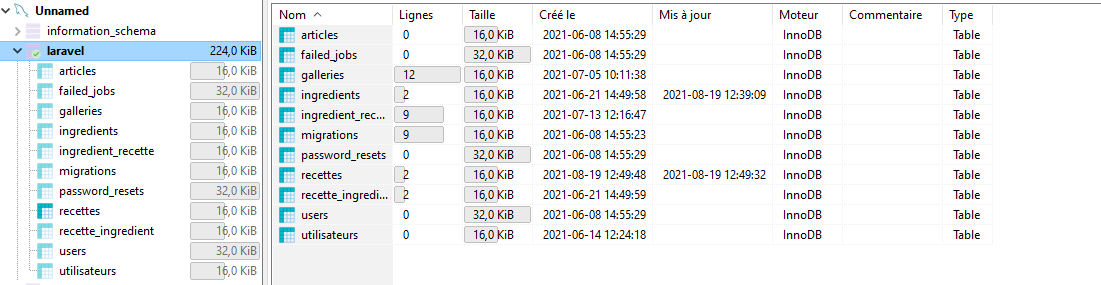 Unnamed
information_schema
laravel 224,0 KiB
articles 16,0 KiB
failed_jobs 32,0 KiB
galleries 16,0 KiB
ingredients 16,0 KiB
ingredient_recette 16,0 KiB
migrations 16,0 KiB
password_resets 32,0 KiB
recettes 16,0 KiB
recette_ingredient 16,0 KiB
users 32,0 KiB
utilisateurs 16,0 KiB
Nom Lignes Taille Créé le Mis à jour Moteur Commentaire Type
articles 0 16,0 KiB 2021-06-08 14:55:29 InnoDB Table
failed_jobs 0 32,0 KiB 2021-06-08 14:55:29 InnoDB Table
galleries 12 16,0 KiB 2021-07-05 10:11:38 InnoDB Table
ingredients 2 16,0 KiB 2021-06-21 14:49:58 2021-08-19 12:39:09 InnoDB Table
ingredient_rec... 9 16,0 KiB 2021-07-13 12:16:47 InnoDB Table
migrations 9 16,0 KiB 2021-06-08 14:55:23 InnoDB Table
password_resets 0 32,0 KiB 2021-06-08 14:55:29 InnoDB Table
recettes 2 16,0 KiB 2021-08-19 12:49:48 2021-08-19 12:49:32 InnoDB Table
recette_ingredi... 2 16,0 KiB 2021-06-21 14:49:59 InnoDB Table
users 0 32,0 KiB 2021-06-08 14:55:29 InnoDB Table
utilisateurs 0 16,0 KiB 2021-06-14 12:24:18 InnoDB Table